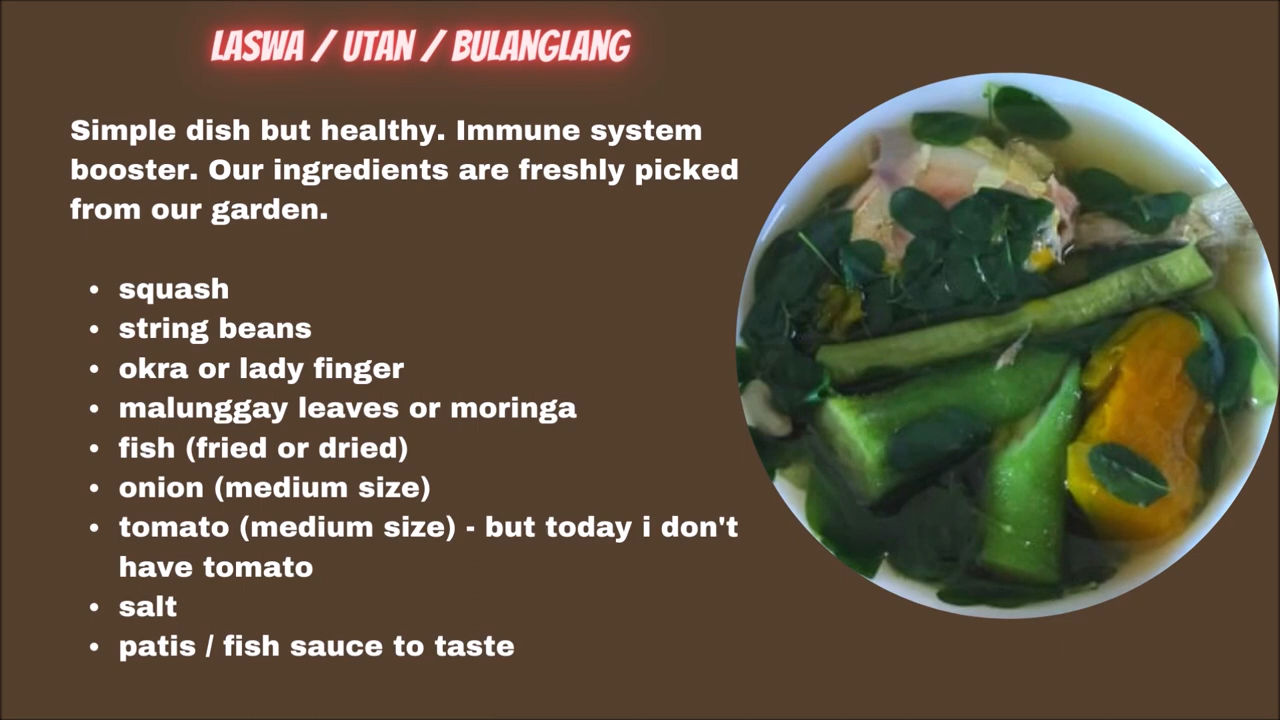 LASWA / UTAN / BULANGLANG
Simple dish but healthy. Immune system
booster. Our ingredients are freshly picked
from our garden.
• squash
• string beans
• okra or lady finger
• malunggay leaves or moringa
• fish (fried or dried)
• onion (medium size)
• tomato (medium size) - but today i don't
have tomato
• salt
• patis / fish sauce to taste